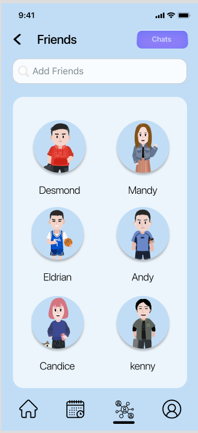 9:41
Friends
Chats
Add Friends
Desmond
Mandy
Eldrian
Andy
Candice
kenny